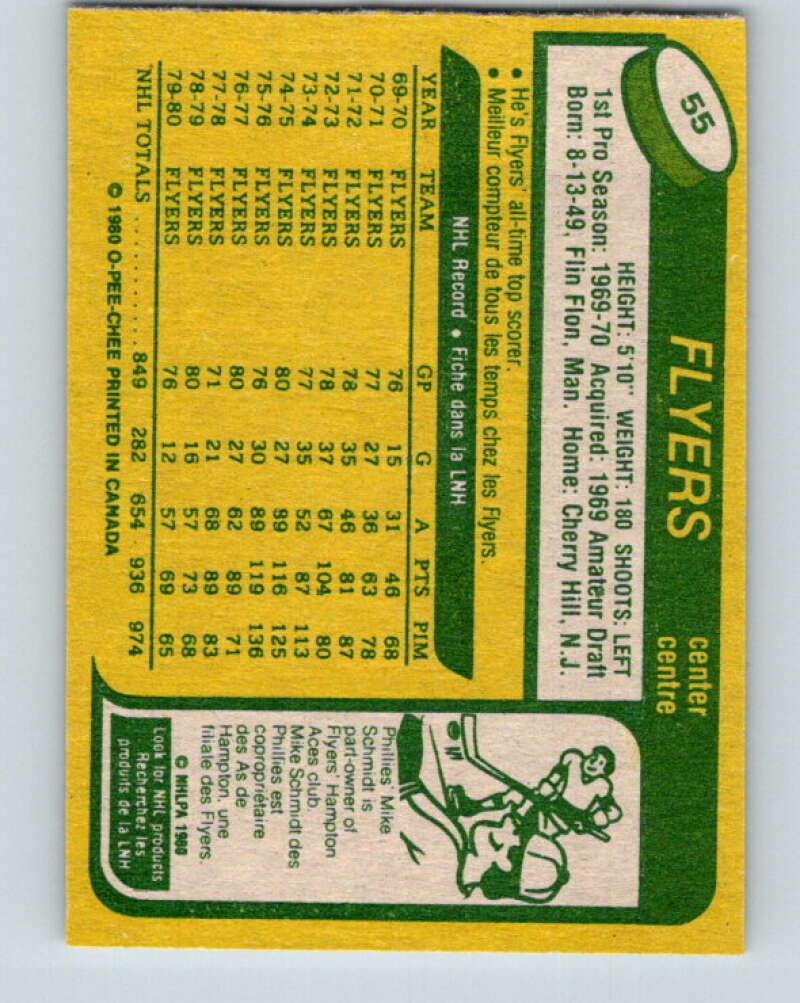 55
FLYERS
center
centre
HEIGHT: 5'10" WEIGHT: 180 SHOOTS: LEFT
1st Pro Season: 1969-70 Acquired: 1969 Amateur Draft
Born: 8-13-49, Flin Flon, Man. Home: Cherry Hill, N.J.
• He's Flyers' all-time top scorer.
• Meilleur compteur de tous les temps chez les Flyers.
NHL Record • Fiche dans la LNH
YEAR TEAM GP G A PTS PIM
69-70 FLYERS 76 15 31 46 68
70-71 FLYERS 77 27 36 63 78
71-72 FLYERS 78 35 46 81 87
72-73 FLYERS 78 37 67 104 80
73-74 FLYERS 77 35 52 87 113
74-75 FLYERS 80 27 89 116 125
75-76 FLYERS 76 30 89 119 136
76-77 FLYERS 80 27 62 89 71
77-78 FLYERS 71 21 68 89 83
78-79 FLYERS 80 16 57 73 68
79-80 FLYERS 76 12 57 69 65
NHL TOTALS .......... 849 282 654 936 974
© 1980 O-PEE-CHEE PRINTED IN CANADA
Phillies' Mike
Schmidt is
part-owner of
Flyers' Hampton
Aces club.
Mike Schmidt des
Phillies est
copropriétaire
des As de
Hampton, une
filiale des Flyers.
© NHLPA 1980
Look for NHL products
Recherchez les
produits de la LNH